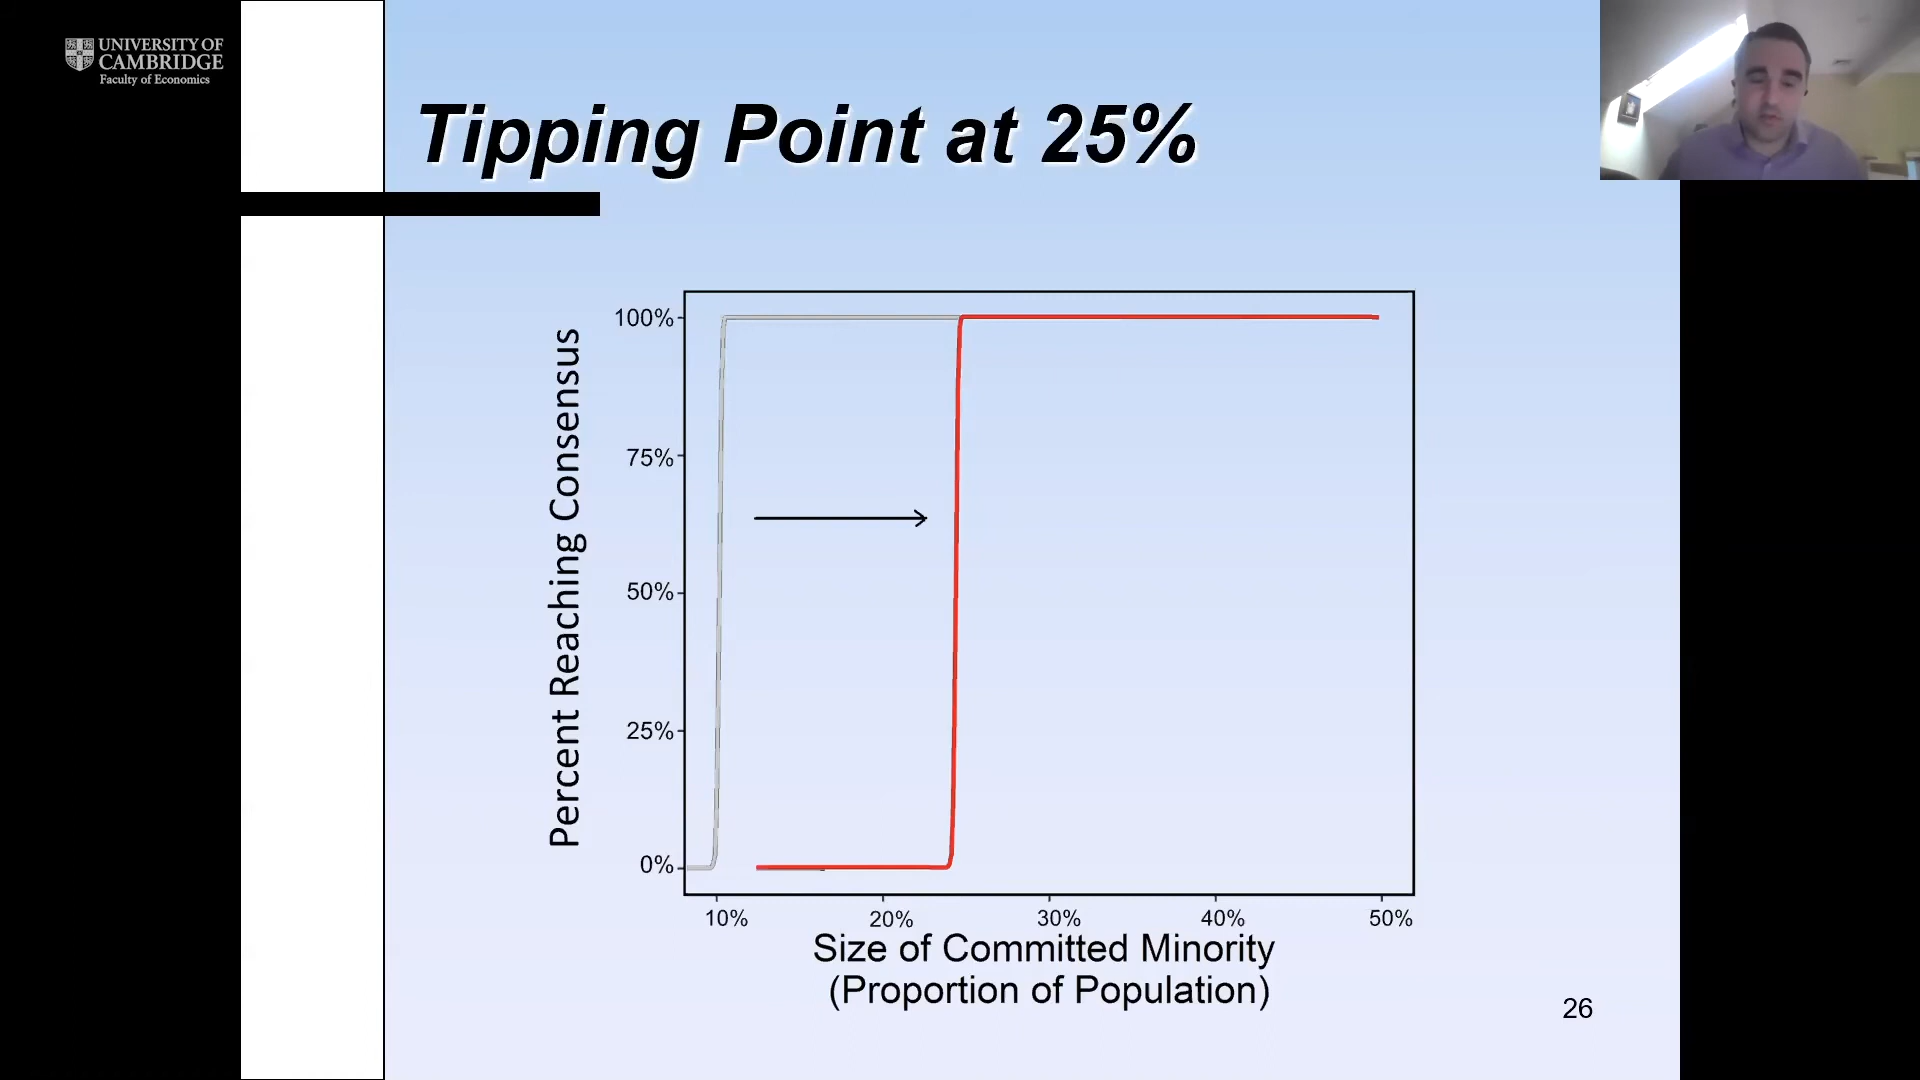 UNIVERSITY OF
CAMBRIDGE
Faculty of Economics
Tipping Point at 25%
Percent Reaching Consensus
100%
75%
50%
25%
0%
10%
20%
30%
40%
50%
Size of Committed Minority
(Proportion of Population)
26